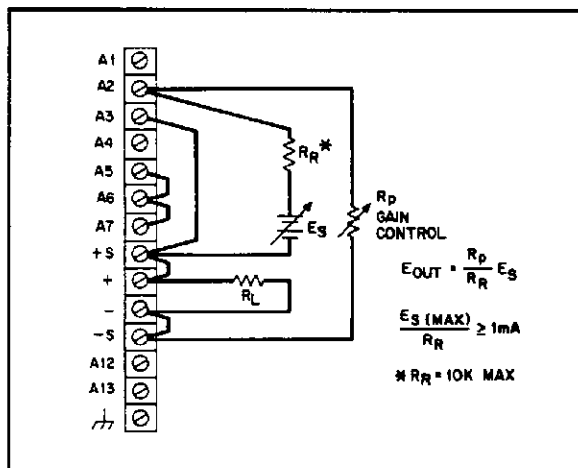 A1
A2
A3
A4
A5
A6
A7
+S
+
-
-S
A12
A13
RR*
ES
RP
GAIN
CONTROL
RL
EOUT = RP/RR ES
ES (MAX)/RR ≥ 1mA
* RR = 10K MAX